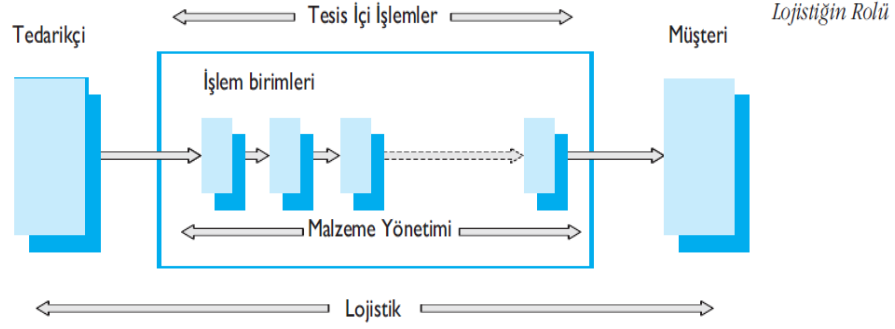 Lojistiğin Rolü
Tesis İçi İşlemler
Tedarikçi
Müşteri
İşlem birimleri
Malzeme Yönetimi
Lojistik